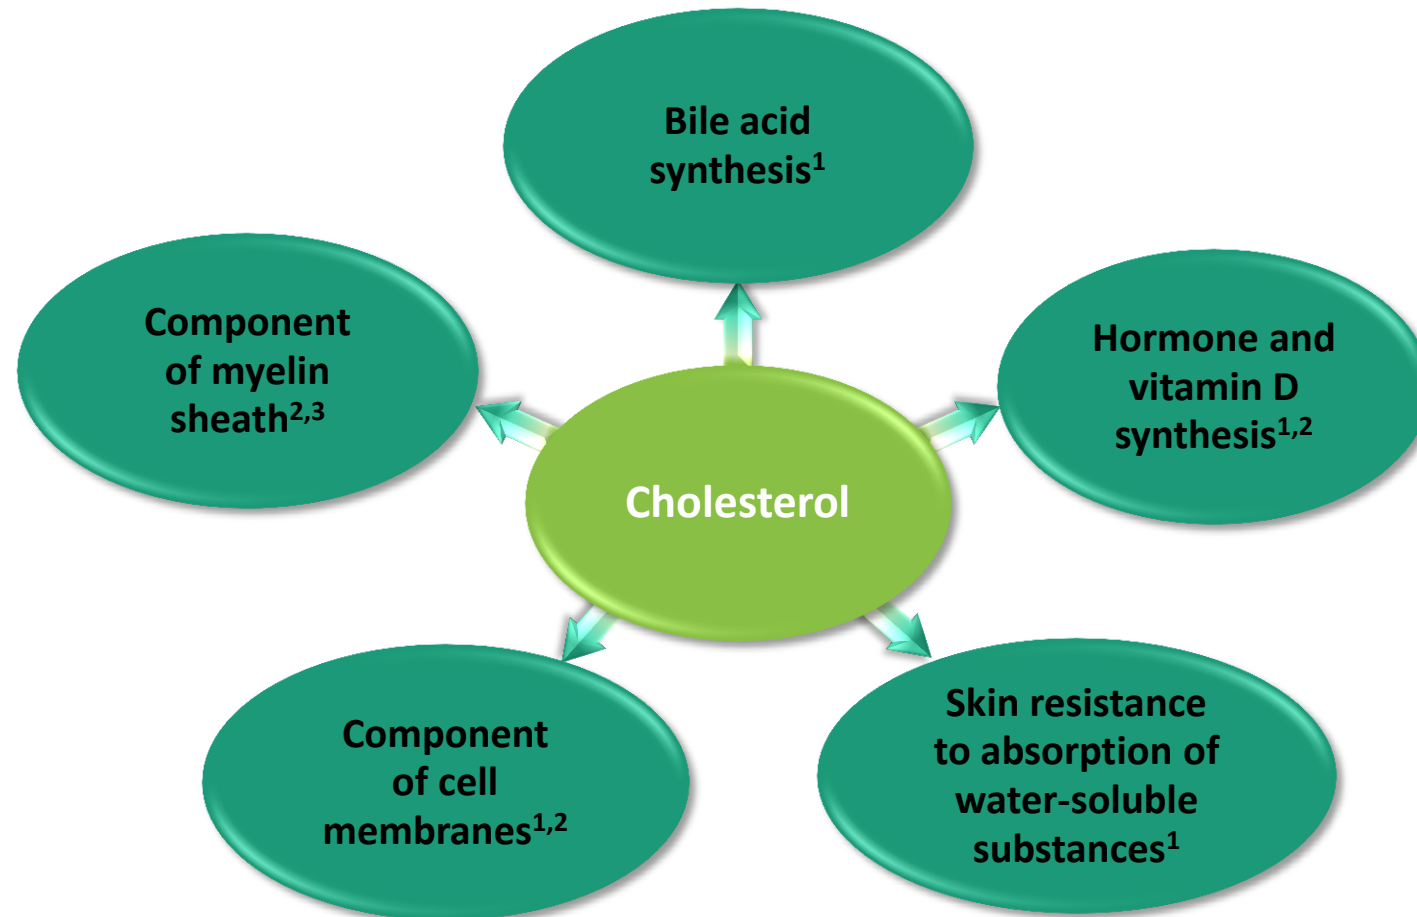 Bile acid
synthesis¹
Component
of myelin
sheath²,³
Hormone and
vitamin D
synthesis¹,²
Cholesterol
Component
of cell
membranes¹,²
Skin resistance
to absorption of
water-soluble
substances¹